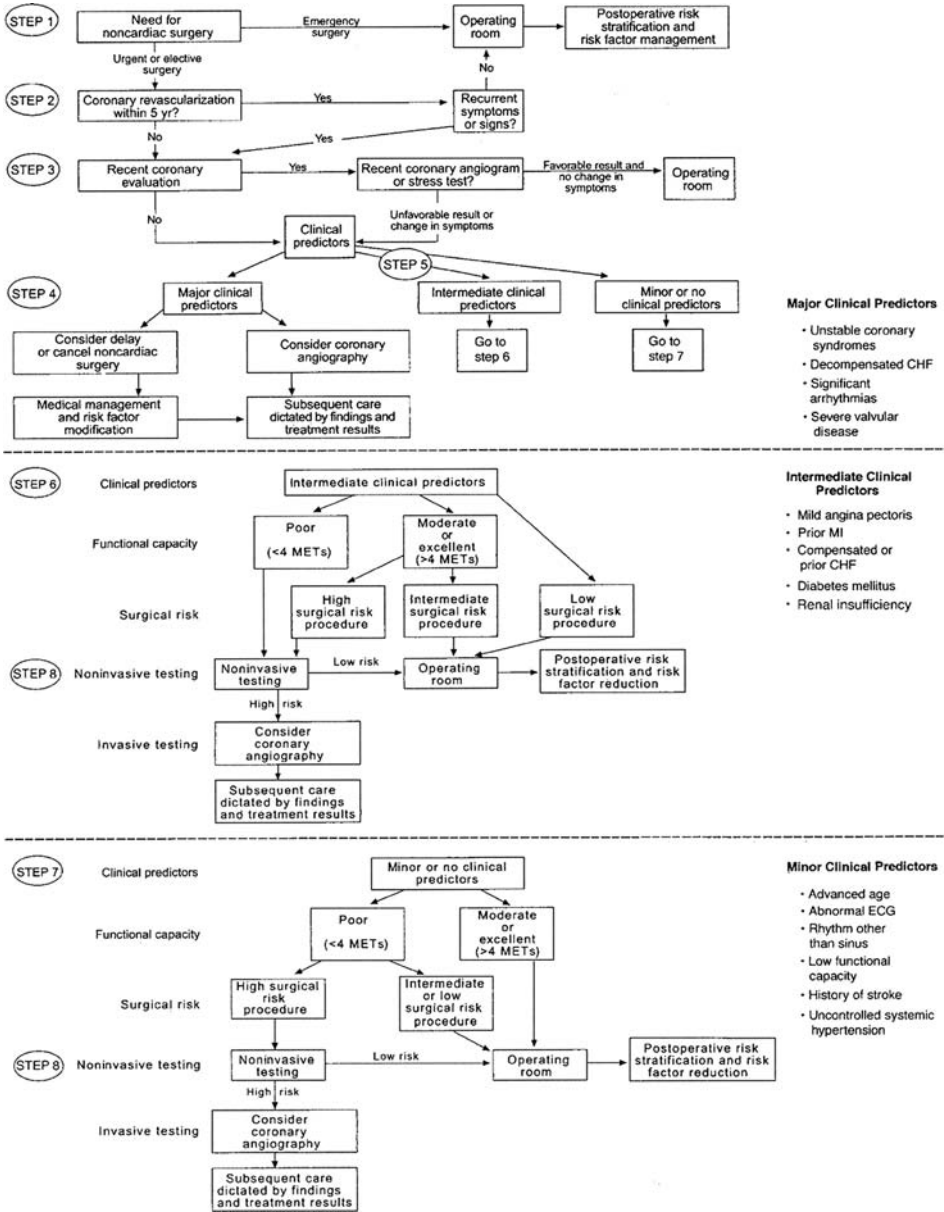 STEP 1
Need for
noncardiac surgery
Emergency
surgery
Operating
room
Postoperative risk
stratification and
risk factor management
Urgent or elective
surgery
No
STEP 2
Coronary revascularization
within 5 yr?
Yes
Recurrent
symptoms
or signs?
No
Yes
STEP 3
Recent coronary
evaluation
Yes
Recent coronary angiogram
or stress test?
Favorable result and
no change in
symptoms
Operating
room
No
Unfavorable result or
change in symptoms
Clinical
predictors
STEP 5
STEP 4
Major clinical
predictors
Intermediate clinical
predictors
Minor or no
clinical predictors
Consider delay
or cancel noncardiac
surgery
Consider coronary
angiography
Go to
step 6
Go to
step 7
Medical management
and risk factor
modification
Subsequent care
dictated by findings and
treatment results
Major Clinical Predictors
• Unstable coronary
syndromes
• Decompensated CHF
• Significant
arrhythmias
• Severe valvular
disease
STEP 6
Clinical predictors
Intermediate clinical predictors
Functional capacity
Poor
(<4 METs)
Moderate
or
excellent
(>4 METs)
Surgical risk
High
surgical risk
procedure
Intermediate
surgical risk
procedure
Low
surgical risk
procedure
STEP 8
Noninvasive testing
Noninvasive
testing
Low risk
Operating
room
Postoperative risk
stratification and risk
factor reduction
High risk
Invasive testing
Consider
coronary
angiography
Subsequent care
dictated by findings
and treatment results
Intermediate Clinical
Predictors
• Mild angina pectoris
• Prior MI
• Compensated or
prior CHF
• Diabetes mellitus
• Renal insufficiency
STEP 7
Clinical predictors
Minor or no clinical
predictors
Functional capacity
Poor
(<4 METs)
Moderate
or
excellent
(>4 METs)
Surgical risk
High surgical
risk
procedure
Intermediate
or low
surgical risk
procedure
STEP 8
Noninvasive testing
Noninvasive
testing
Low risk
Operating
room
Postoperative risk
stratification and risk
factor reduction
High risk
Invasive testing
Consider
coronary
angiography
Subsequent care
dictated by findings
and treatment results
Minor Clinical Predictors
• Advanced age
• Abnormal ECG
• Rhythm other
than sinus
• Low functional
capacity
• History of stroke
• Uncontrolled systemic
hypertension